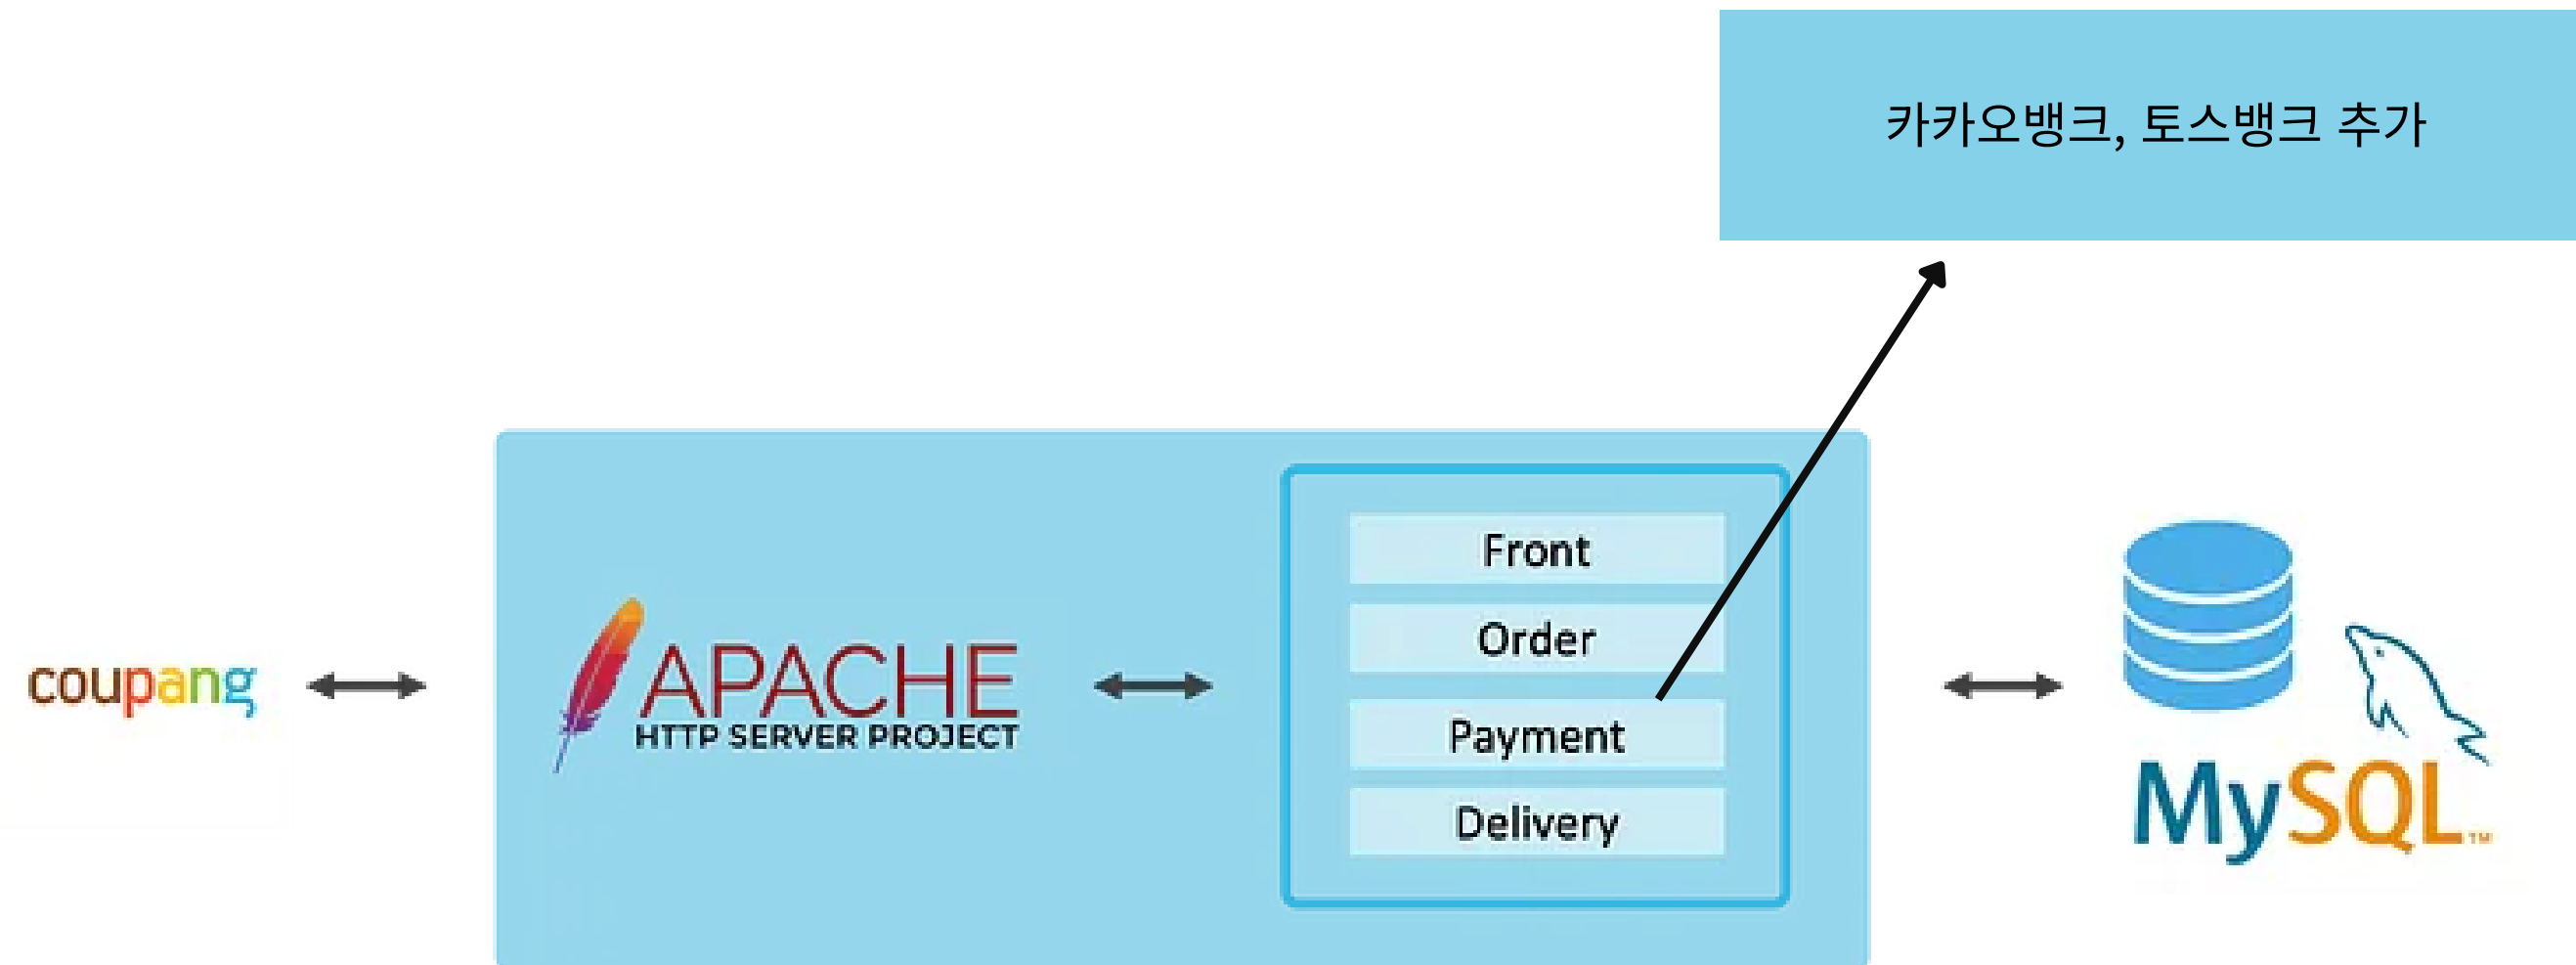 카카오뱅크, 토스뱅크 추가
coupang
APACHE
HTTP SERVER PROJECT
Front
Order
Payment
Delivery
MySQL™